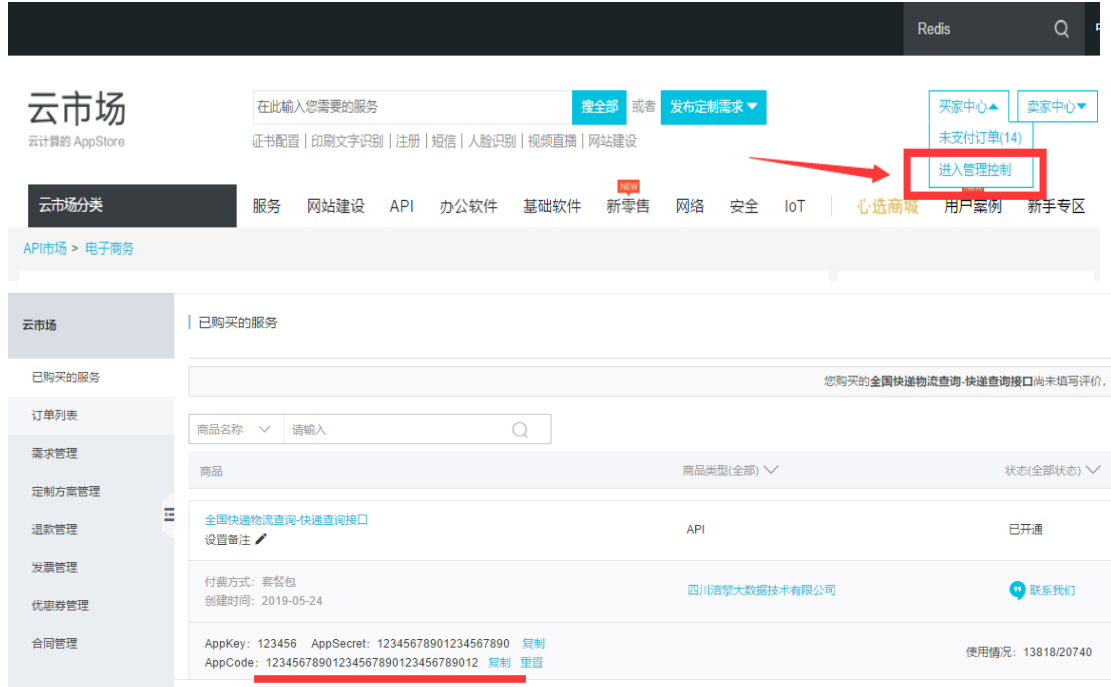 Redis
云市场
云计算的 AppStore
在此输入您需要的服务
搜全部 或者 发布定制需求
买家中心 卖家中心
证书配置 | 印刷文字识别 | 注册 | 短信 | 人脸识别 | 视频直播 | 网站建设
未支付订单(14)
进入管理控制
NEW
云市场分类 服务 网站建设 API 办公软件 基础软件 新零售 网络 安全 IoT 心选商城 用户案例 新手专区
API市场 > 电子商务
云市场
已购买的服务
已购买的服务
您购买的全国快递物流查询-快递查询接口尚未填写评价,
订单列表
商品名称 请输入
需求管理
商品 商品类型(全部) 状态(全部状态)
定制方案管理
全国快递物流查询-快递查询接口
设置备注
API
已开通
退款管理
发票管理
付费方式：套餐包
创建时间：2019-05-24
四川涪擎大数据技术有限公司
联系我们
优惠券管理
合同管理
AppKey: 123456 AppSecret: 12345678901234567890 复制
AppCode: 12345678901234567890123456789012 复制 重置
使用情况：13818/20740